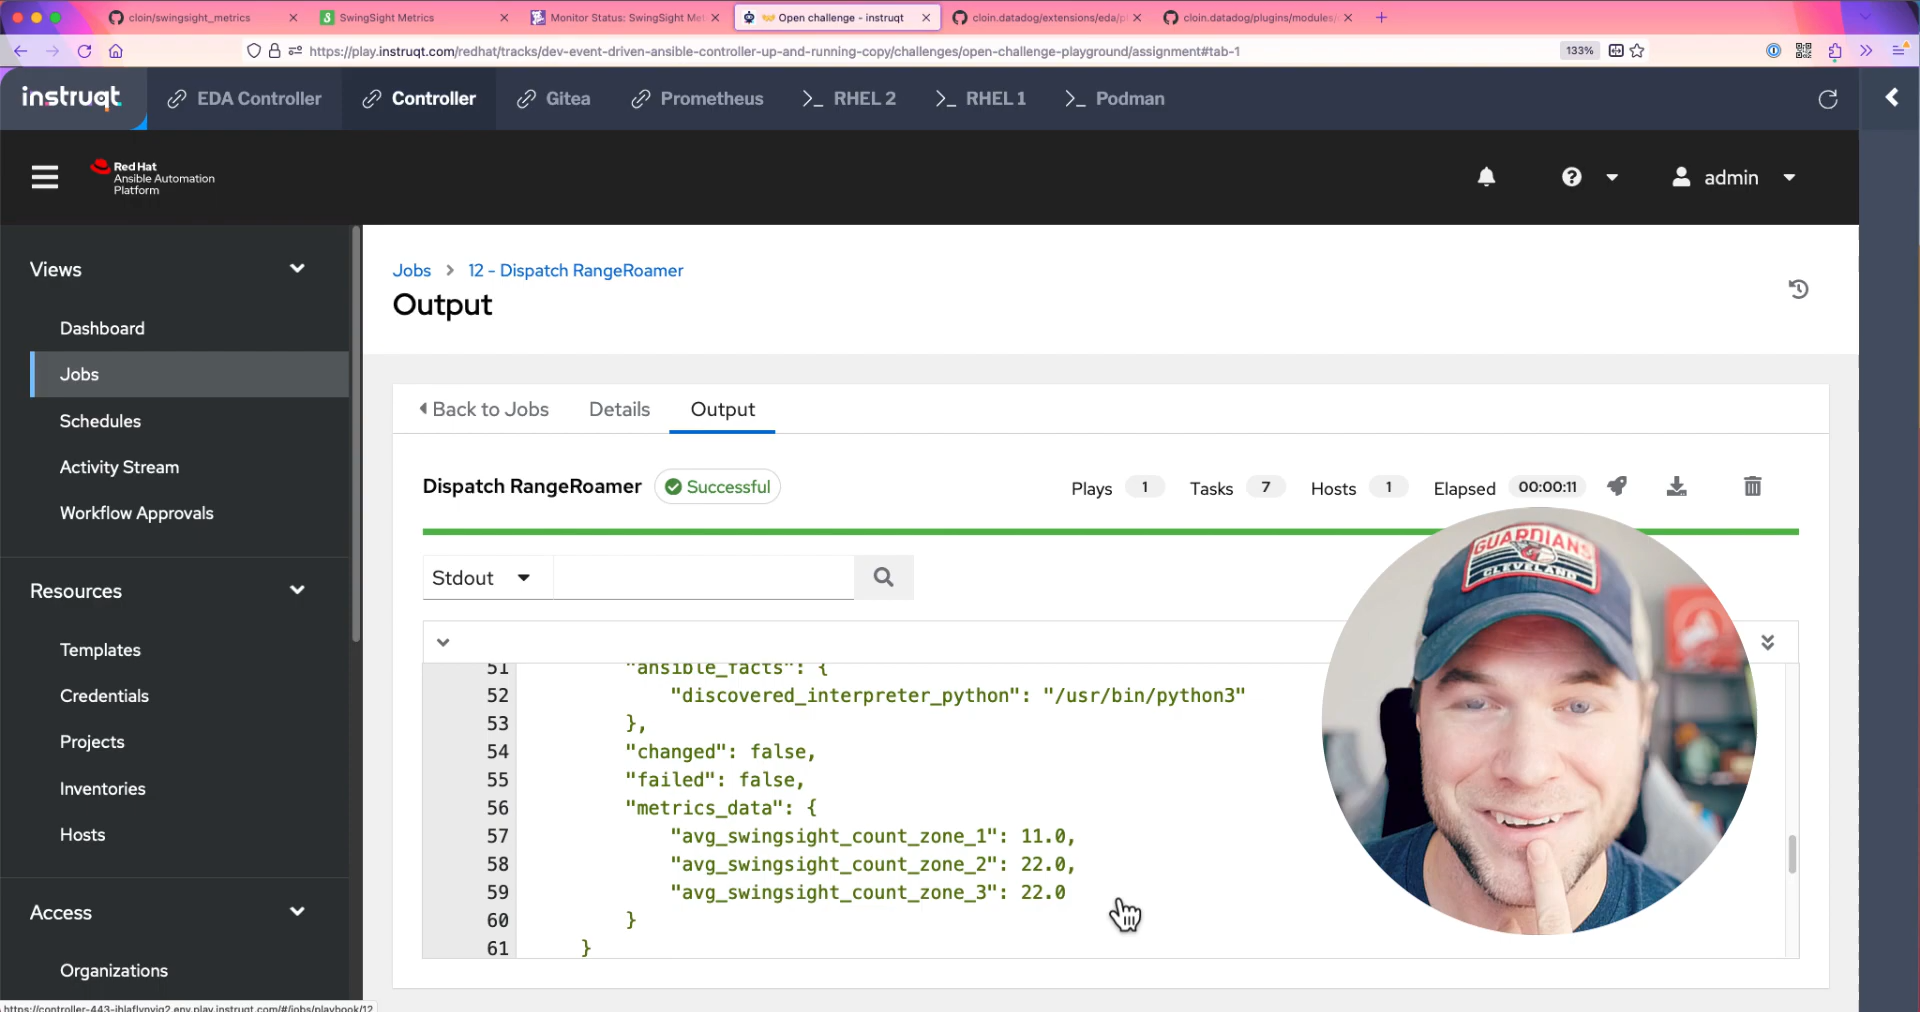 cloin/swingsight_metrics
SwingSight Metrics
Monitor Status: SwingSight Me
Open challenge - instruqt
cloin.datadog/extensions/eda/p
cloin.datadog/plugins/modules/
https://play.instruqt.com/redhat/tracks/dev-event-driven-ansible-controller-up-and-running-copy/challenges/open-challenge-playground/assignment#tab-1
133%
instruqt
EDA Controller
Controller
Gitea
Prometheus
RHEL 2
RHEL 1
Podman
Red Hat
Ansible Automation
Platform
admin
Views
Dashboard
Jobs
Schedules
Activity Stream
Workflow Approvals
Resources
Templates
Credentials
Projects
Inventories
Hosts
Access
Organizations
Jobs > 12 - Dispatch RangeRoamer
Output
Back to Jobs
Details
Output
Dispatch RangeRoamer
Successful
Plays 1
Tasks 7
Hosts 1
Elapsed 00:00:11
Stdout
51 "ansible_facts": {
52 "discovered_interpreter_python": "/usr/bin/python3"
53 },
54 "changed": false,
55 "failed": false,
56 "metrics_data": {
57 "avg_swingsight_count_zone_1": 11.0,
58 "avg_swingsight_count_zone_2": 22.0,
59 "avg_swingsight_count_zone_3": 22.0
60 }
61 }
GUARDIANS
CLEVELAND